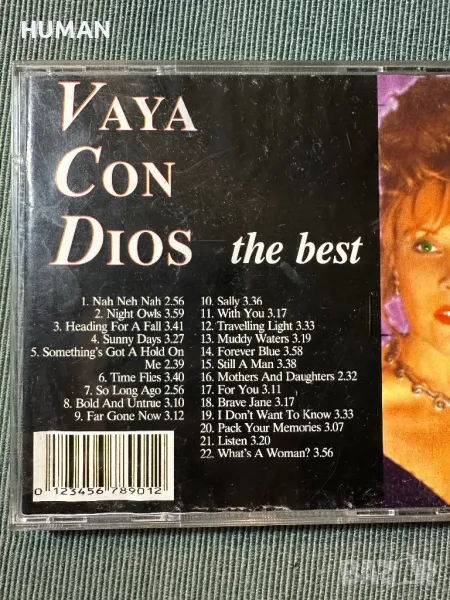 HUMAN
VAYA
CON
DIOS the best
1. Nah Neh Nah 2.56
2. Night Owls 3.59
3. Heading For A Fall 3.41
4. Sunny Days 3.27
5. Something's Got A Hold On
Me 2.39
6. Time Flies 3.40
7. So Long Ago 2.56
8. Bold And Untrue 3.10
9. Far Gone Now 3.12
10. Sally 3.36
11. With You 3.17
12. Travelling Light 3.33
13. Muddy Waters 3.19
14. Forever Blue 3.58
15. Still A Man 3.38
16. Mothers And Daughters 2.32
17. For You 3.11
18. Brave Jane 3.17
19. I Don't Want To Know 3.33
20. Pack Your Memories 3.07
21. Listen 3.20
22. What's A Woman? 3.56
0 123456 789012
BAZAR